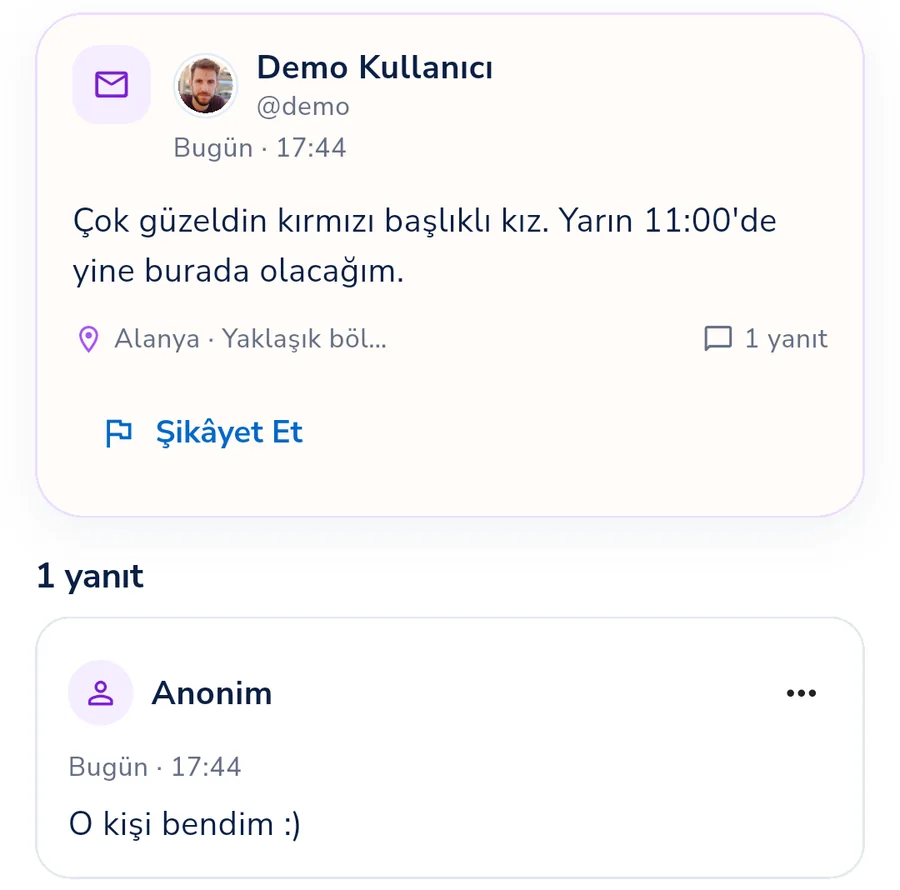 Demo Kullanıcı
@demo
Bugün · 17:44
Çok güzeldin kırmızı başlıklı kız. Yarın 11:00'de
yine burada olacağım.
Alanya · Yaklaşık böl...
1 yanıt
Şikâyet Et
1 yanıt
Anonim
Bugün · 17:44
O kişi bendim :)